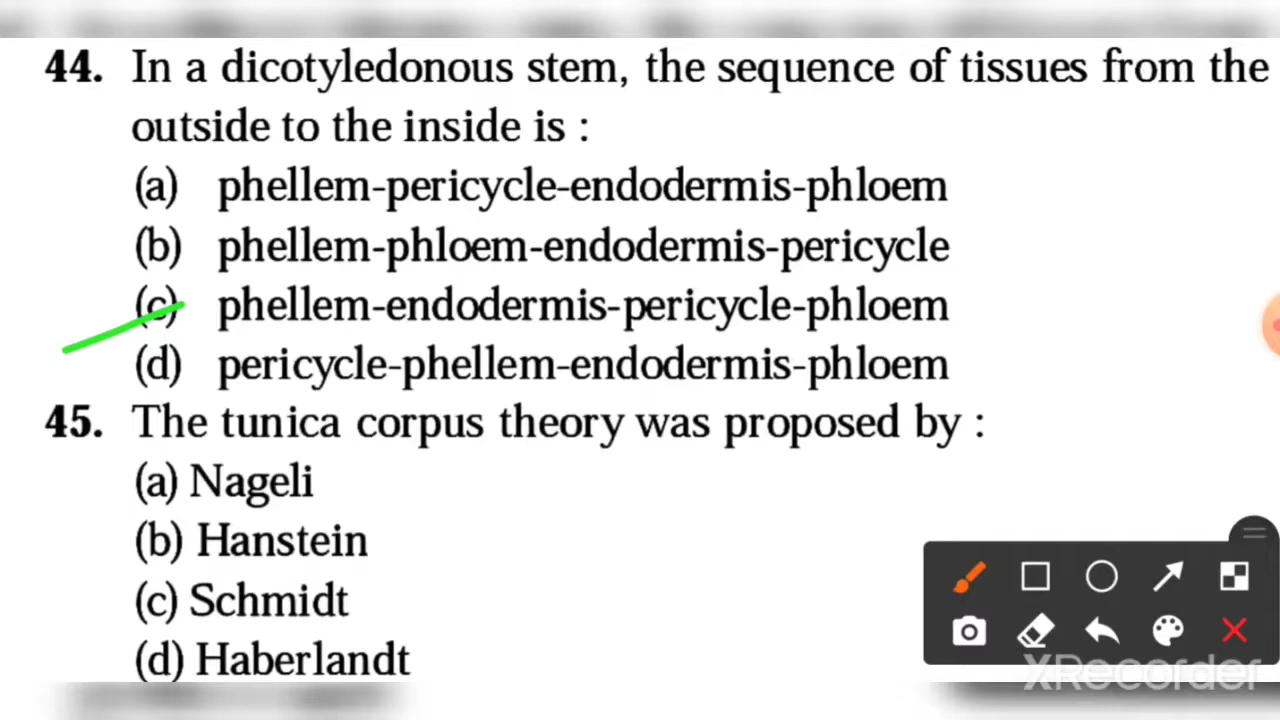 44. In a dicotyledonous stem, the sequence of tissues from the
outside to the inside is :
(a) phellem-pericycle-endodermis-phloem
(b) phellem-phloem-endodermis-pericycle
(c) phellem-endodermis-pericycle-phloem
(d) pericycle-phellem-endodermis-phloem
45. The tunica corpus theory was proposed by :
(a) Nageli
(b) Hanstein
(c) Schmidt
(d) Haberlandt
XRecorder